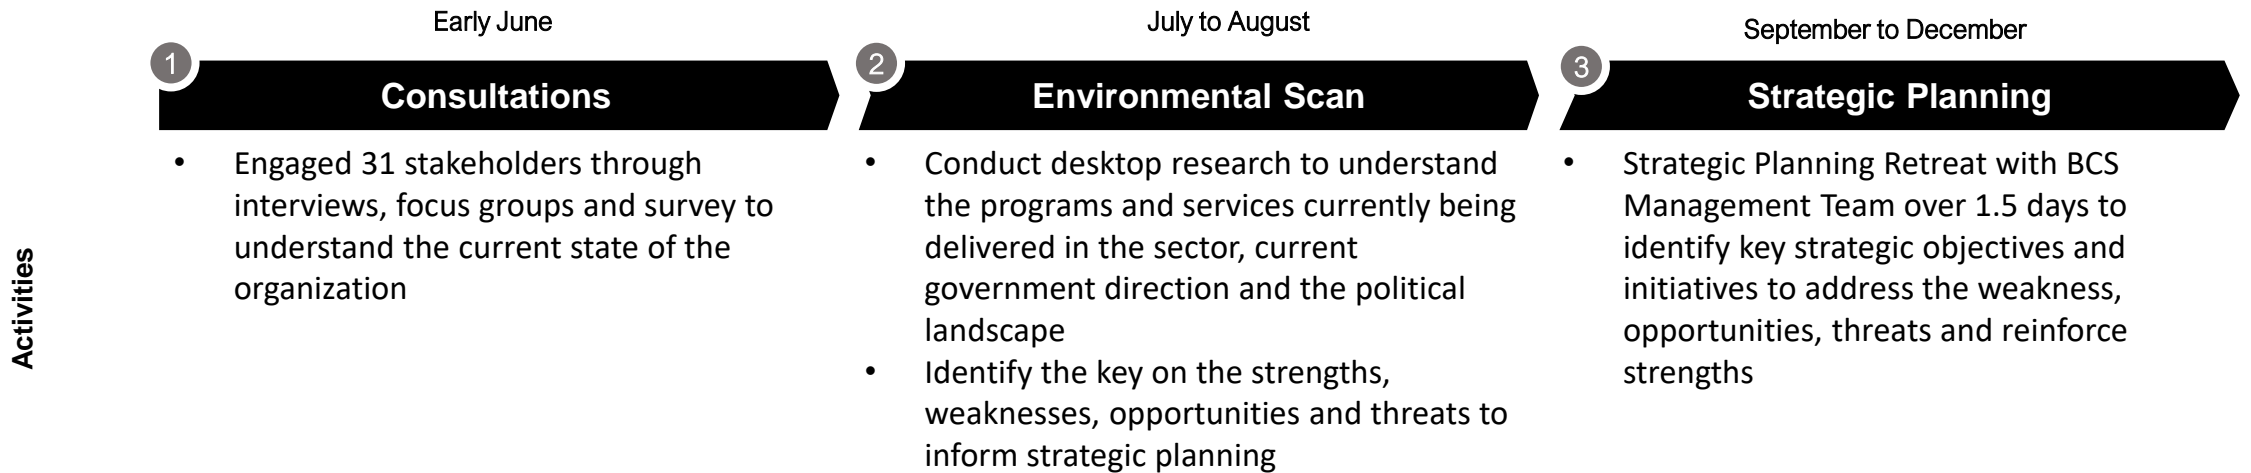 Activities
Early June
1
Consultations
• Engaged 31 stakeholders through
interviews, focus groups and survey to
understand the current state of the
organization
July to August
2
Environmental Scan
• Conduct desktop research to understand
the programs and services currently being
delivered in the sector, current
government direction and the political
landscape
• Identify the key on the strengths,
weaknesses, opportunities and threats to
inform strategic planning
September to December
3
Strategic Planning
• Strategic Planning Retreat with BCS
Management Team over 1.5 days to
identify key strategic objectives and
initiatives to address the weakness,
opportunities, threats and reinforce
strengths